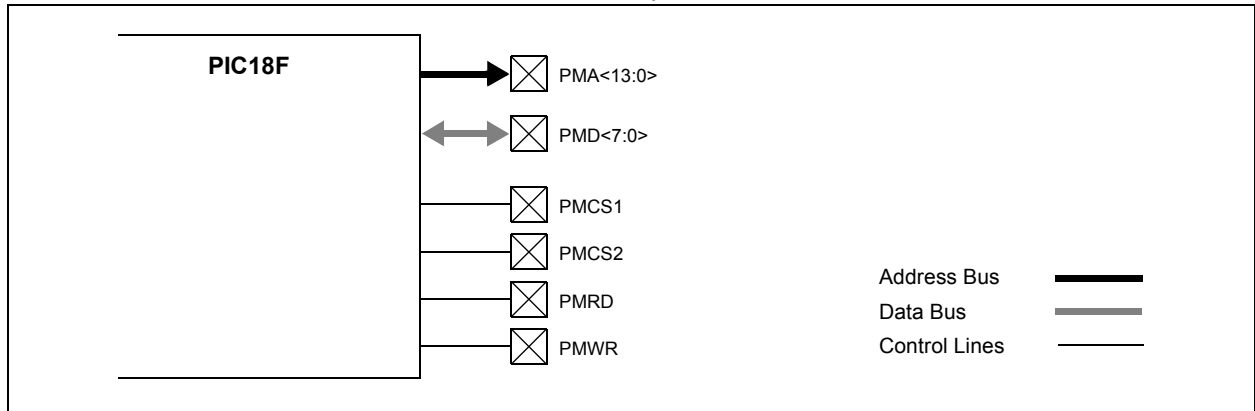 PIC18F
PMA<13:0>
PMD<7:0>
PMCS1
PMCS2
PMRD
PMWR
Address Bus
Data Bus
Control Lines